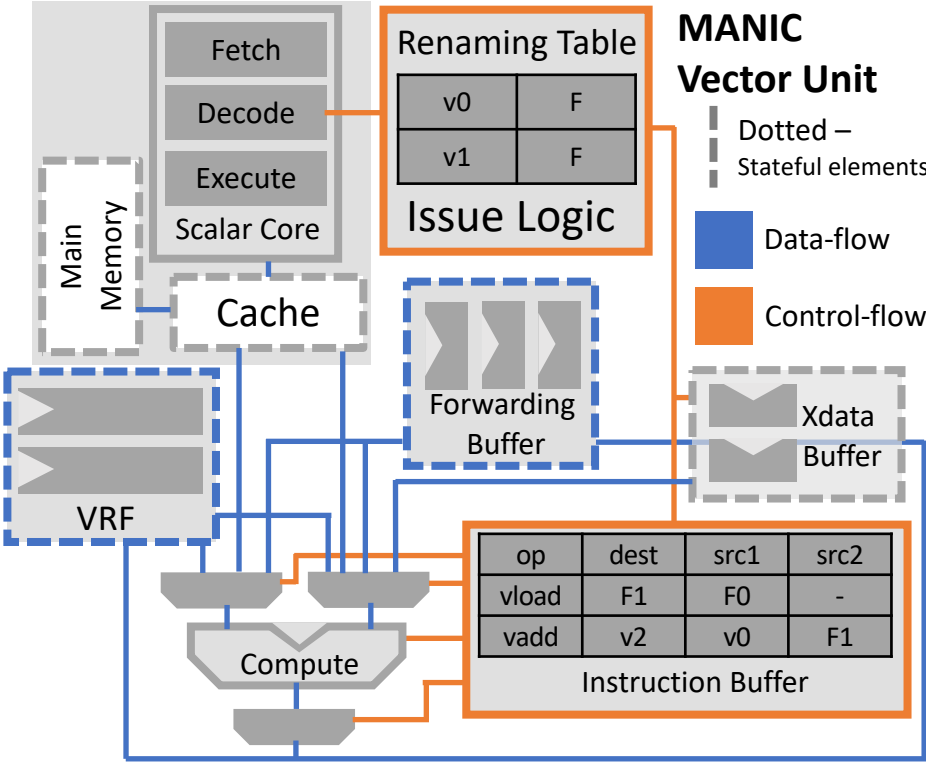 Fetch
Decode
Execute
Scalar Core
Main
Memory
Cache
Renaming Table
v0 F
v1 F
Issue Logic
MANIC
Vector Unit
Dotted –
Stateful elements
Data-flow
Control-flow
Forwarding
Buffer
Xdata
Buffer
VRF
op dest src1 src2
vload F1 F0 -
vadd v2 v0 F1
Instruction Buffer
Compute